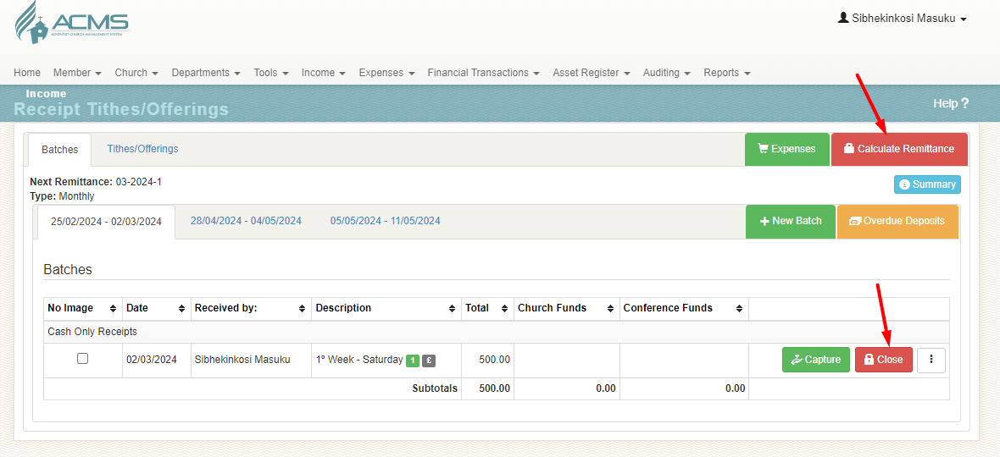 ACMS
ADVENTIST CHURCH MANAGEMENT SYSTEM
Sibhekinkosi Masuku
Home Member Church Departments Tools Income Expenses Financial Transactions Asset Register Auditing Reports
Income
Receipt Tithes/Offerings
Help ?
Batches Tithes/Offerings Expenses Calculate Remittance
Next Remittance: 03-2024-1
Summary
Type: Monthly
25/02/2024 - 02/03/2024 28/04/2024 - 04/05/2024 05/05/2024 - 11/05/2024 New Batch Overdue Deposits
Batches
No Image Date Received by: Description Total Church Funds Conference Funds
Cash Only Receipts
02/03/2024 Sibhekinkosi Masuku 1º Week - Saturday 1 £ 500.00 Capture Close
Subtotals 500.00 0.00 0.00